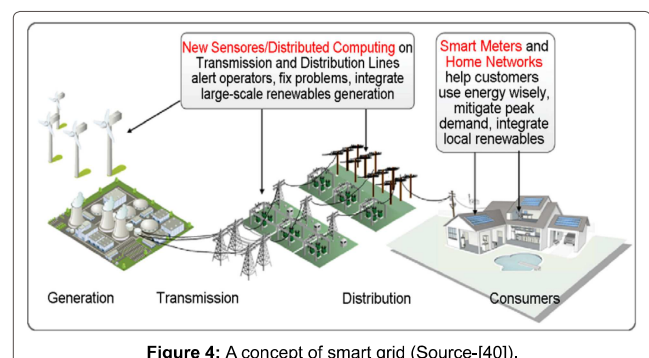 New Sensores/Distributed Computing on
Transmission and Distribution Lines
alert operators, fix problems, integrate
large-scale renewables generation
Smart Meters and
Home Networks
help customers
use energy wisely,
mitigate peak
demand, integrate
local renewables
Generation
Transmission
Distribution
Consumers
Figure 4: A concept of smart grid (Source-[40]).